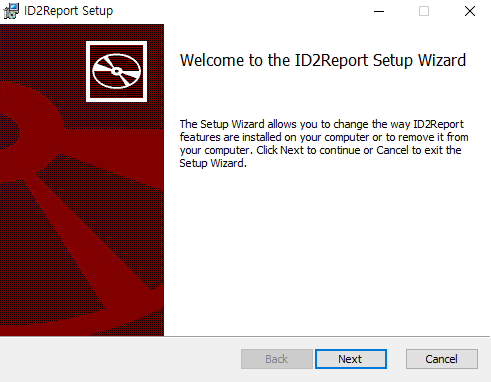 ID2Report Setup
Welcome to the ID2Report Setup Wizard
The Setup Wizard allows you to change the way ID2Report
features are installed on your computer or to remove it from
your computer. Click Next to continue or Cancel to exit the
Setup Wizard.
Back Next Cancel